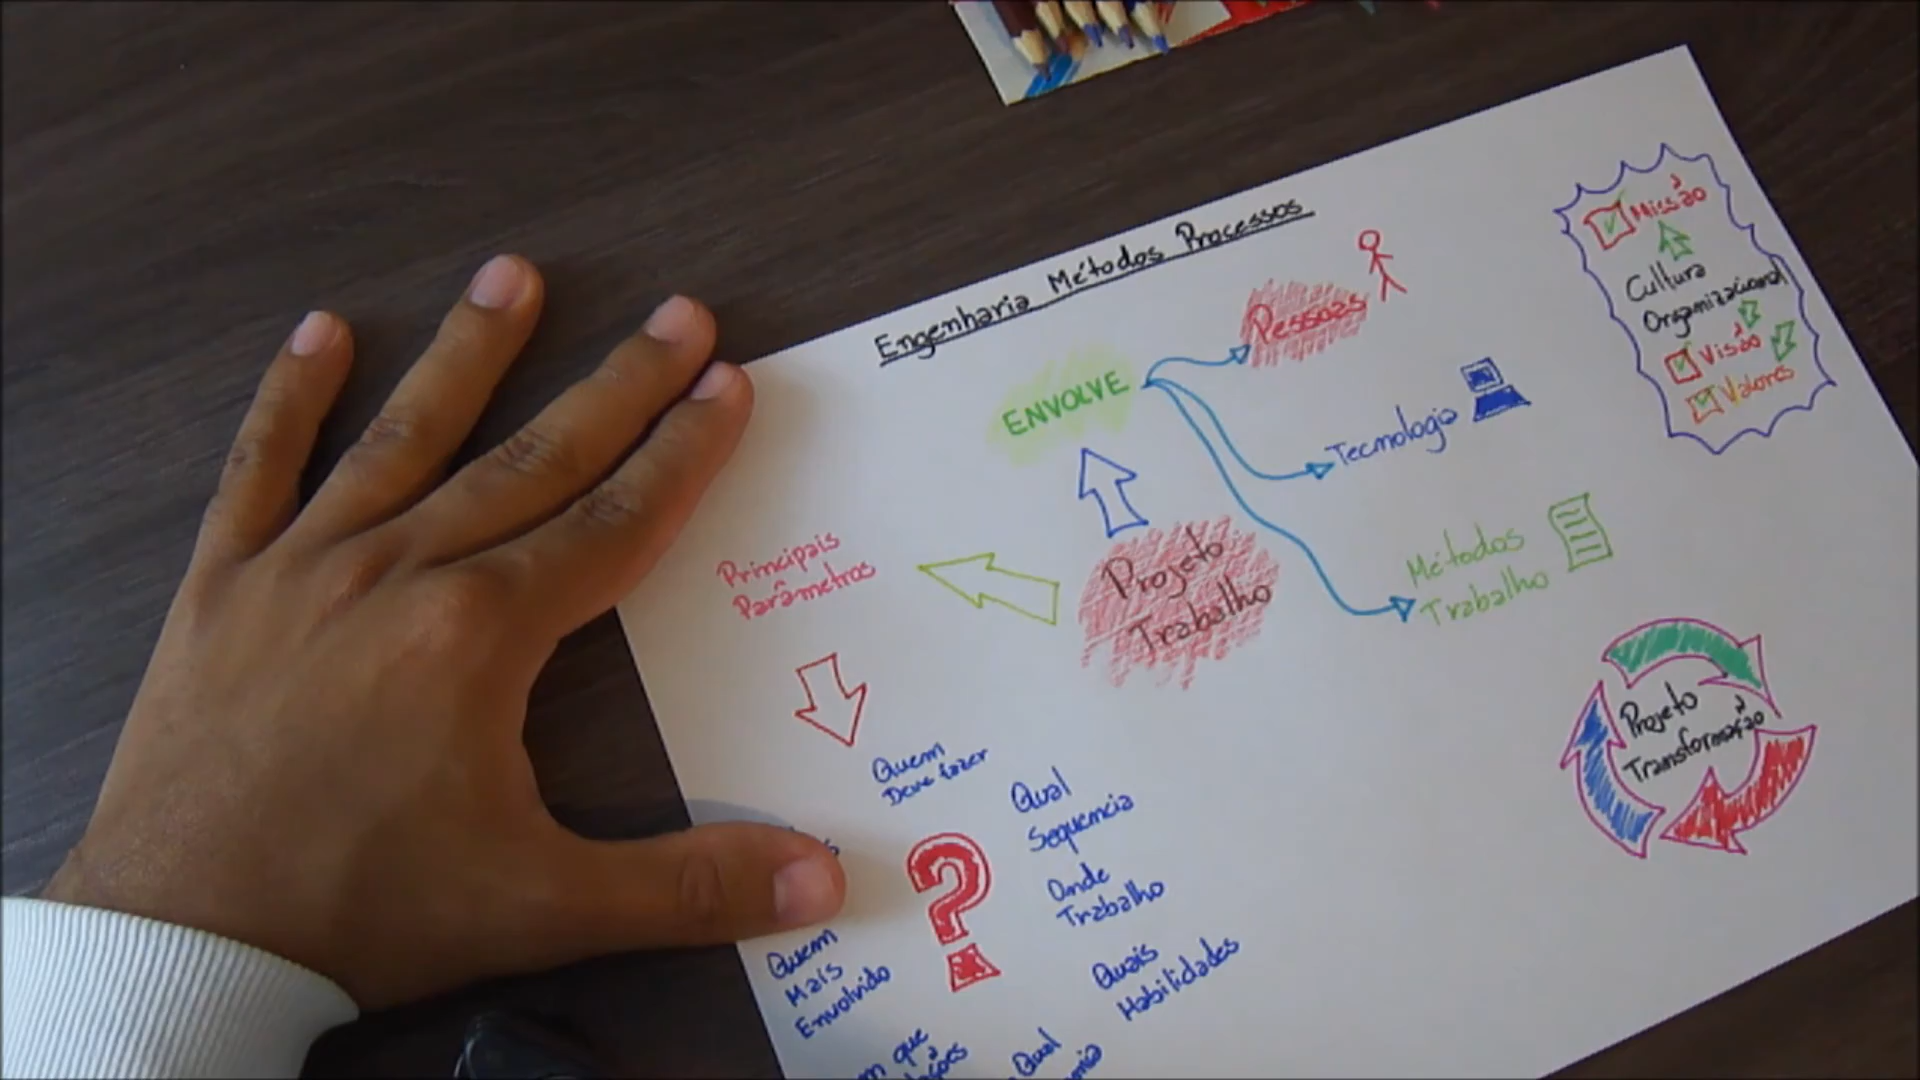 Engenharia Métodos Processos
ENVOLVE
Pessoas
Tecnologia
Métodos
Trabalho
Projeto
Trabalho
Principais
Parâmetros
Missão
Cultura
Organizacional
Visão
Valores
Projeto
Transformação
Quem
Deve fazer
Qual
Sequencia
Onde
Trabalho
Quais
Habilidades
Quem
Mais
Envolvido
?
que
Qual